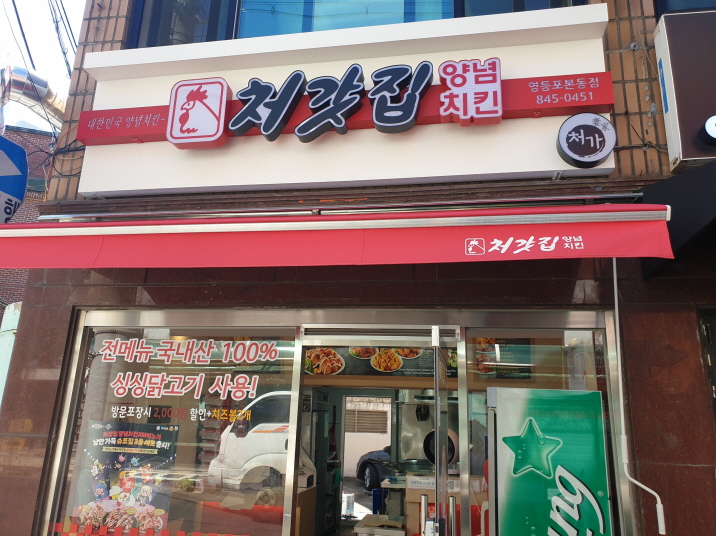 대한민국 양념치킨~
처갓집
양념
치킨
영등포본동점
845-0451
처가
처갓집 양념
치킨
전메뉴 국내산 100%
싱싱닭고기 사용!
방문포장시 2,000원 할인+치즈볼2개